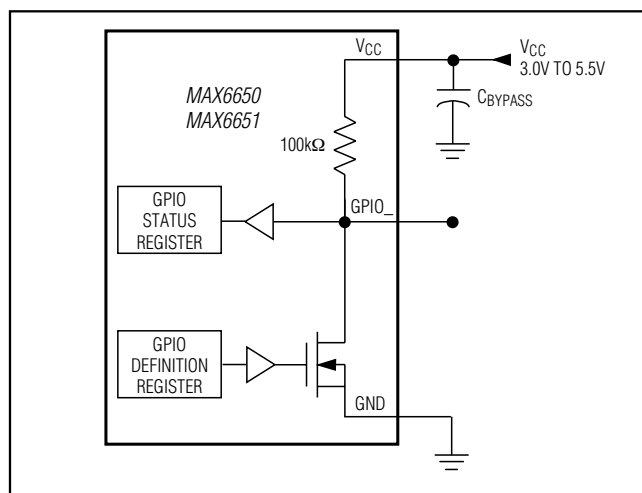 VCC
VCC
3.0V TO 5.5V
MAX6650
MAX6651
CBYPASS
100kΩ
GPIO
STATUS
REGISTER
GPIO_
GPIO
DEFINITION
REGISTER
GND